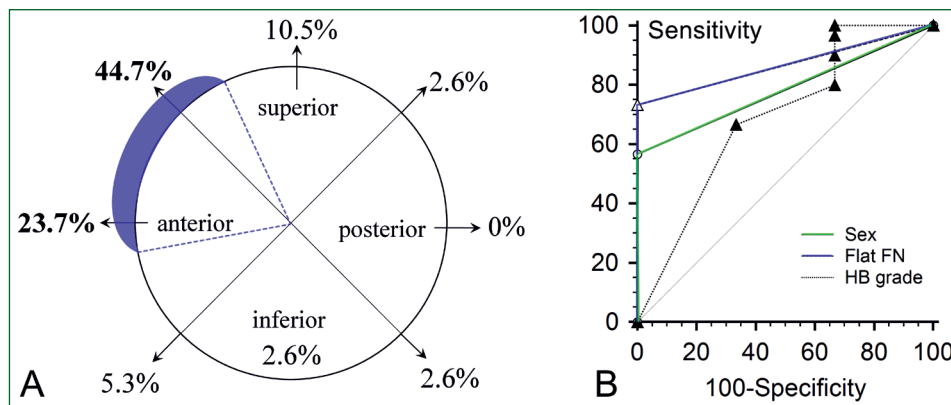 10.5%
44.7%
2.6%
superior
23.7%
anterior
posterior
0%
inferior
2.6%
5.3%
2.6%
A
Sensitivity
100
80
60
40
20
0
Sex
Flat FN
HB grade
0 20 40 60 80 100
100-Specificity
B